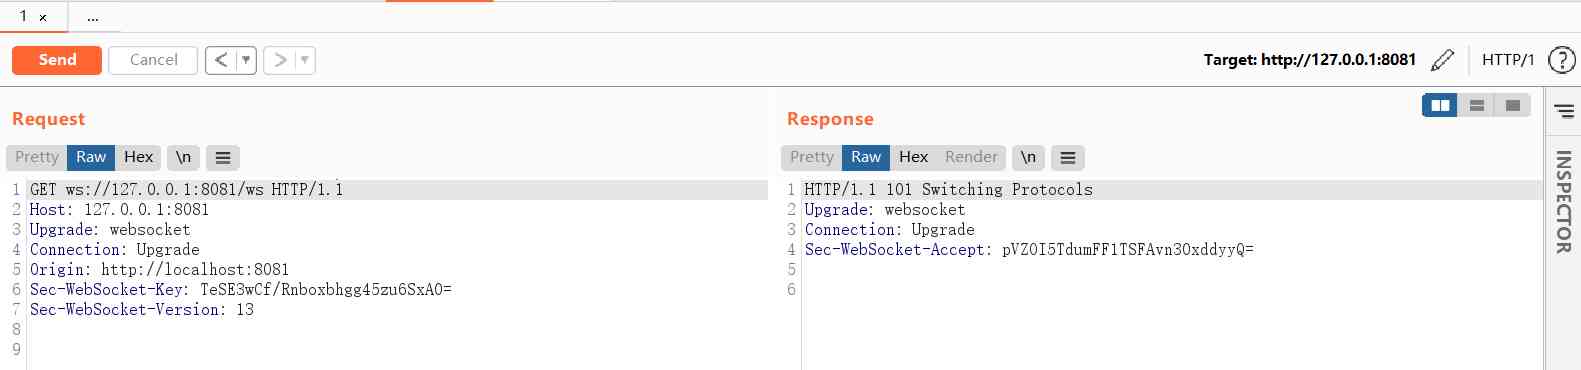 1 × ...
Send Cancel < ▼ > ▼ Target: http://127.0.0.1:8081 HTTP/1 ?
Request
Pretty Raw Hex \n ≡
1 GET ws://127.0.0.1:8081/ws HTTP/1.1
2 Host: 127.0.0.1:8081
3 Upgrade: websocket
4 Connection: Upgrade
5 Origin: http://localhost:8081
6 Sec-WebSocket-Key: TeSE3wCf/Rnboxbhgg45zu6SxA0=
7 Sec-WebSocket-Version: 13
8
9
Response
Pretty Raw Hex Render \n ≡
1 HTTP/1.1 101 Switching Protocols
2 Upgrade: websocket
3 Connection: Upgrade
4 Sec-WebSocket-Accept: pVZ0I5TdumFF1TSFAvn30xddyyQ=
5
6
INSPECTOR